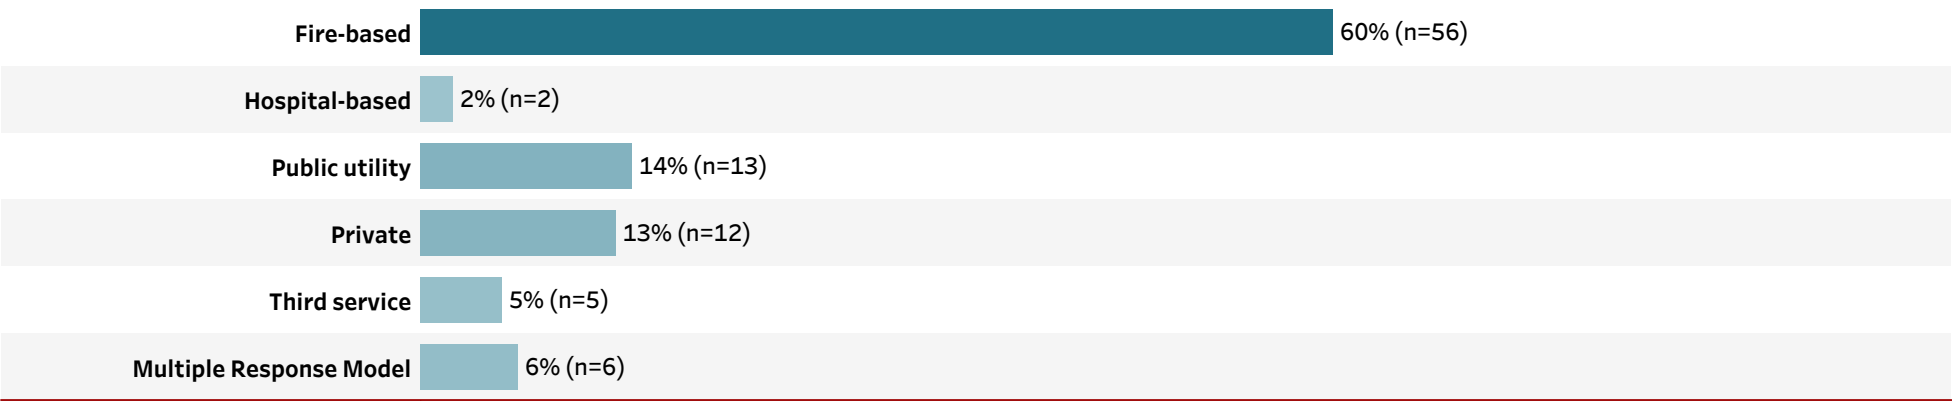 Fire-based 60% (n=56)
Hospital-based 2% (n=2)
Public utility 14% (n=13)
Private 13% (n=12)
Third service 5% (n=5)
Multiple Response Model 6% (n=6)